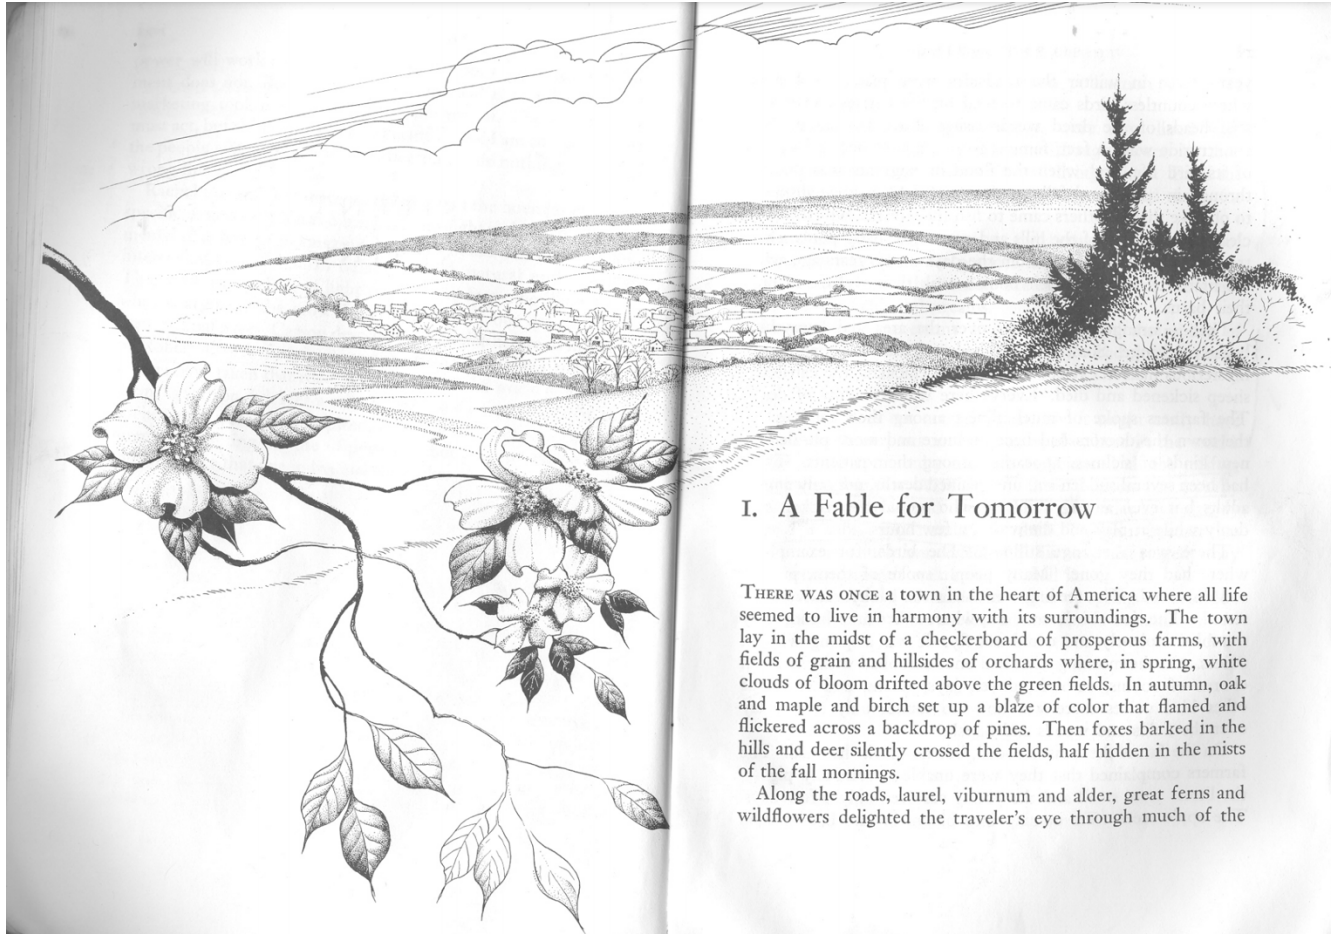 1. A Fable for Tomorrow
THERE WAS ONCE a town in the heart of America where all life
seemed to live in harmony with its surroundings. The town
lay in the midst of a checkerboard of prosperous farms, with
fields of grain and hillsides of orchards where, in spring, white
clouds of bloom drifted above the green fields. In autumn, oak
and maple and birch set up a blaze of color that flamed and
flickered across a backdrop of pines. Then foxes barked in the
hills and deer silently crossed the fields, half hidden in the mists
of the fall mornings.
Along the roads, laurel, viburnum and alder, great ferns and
wildflowers delighted the traveler's eye through much of the